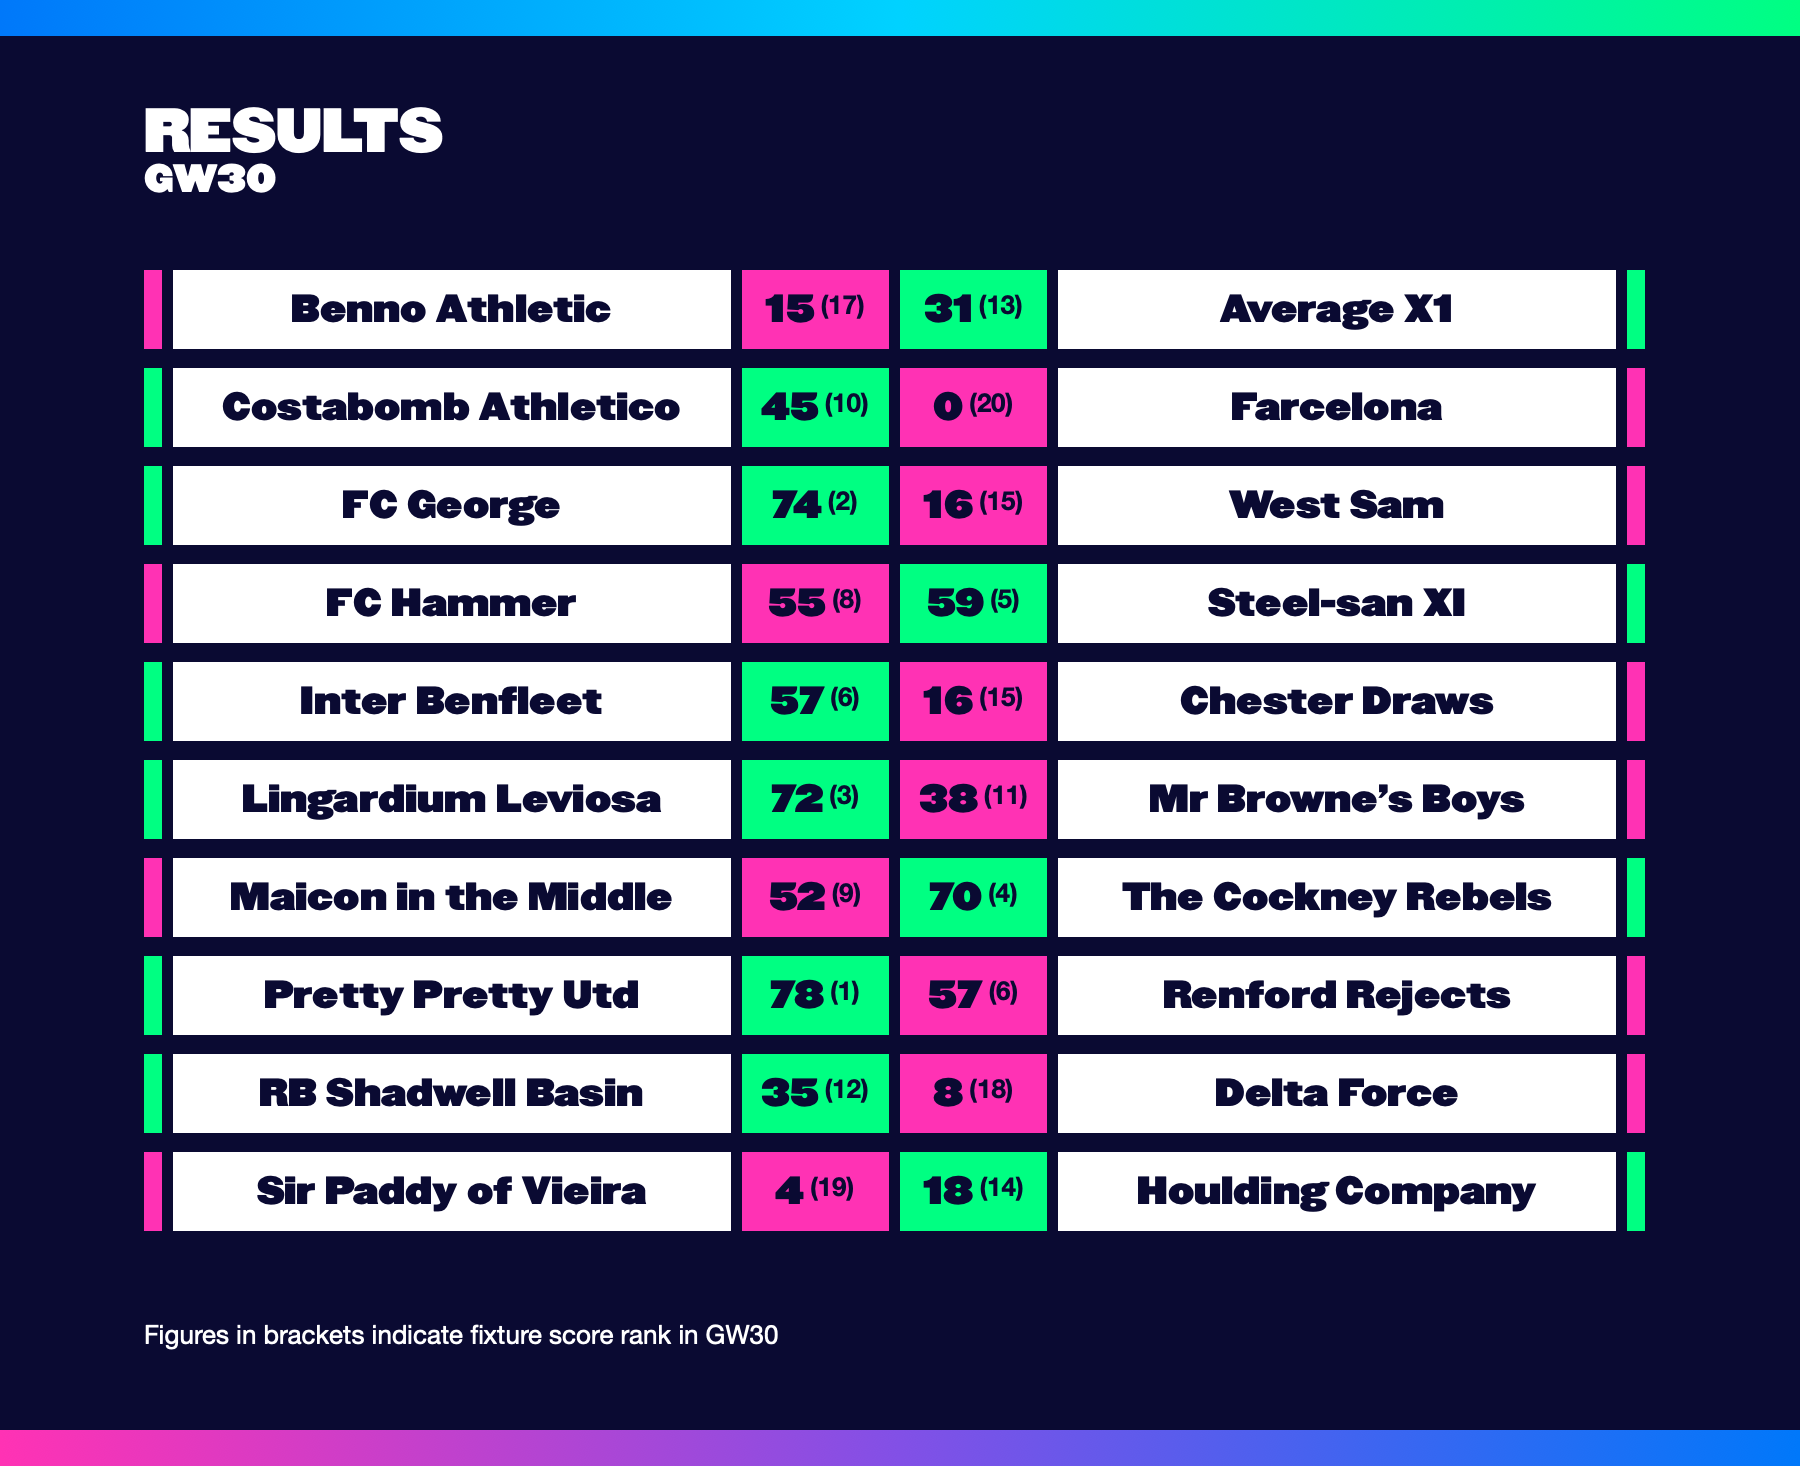 RESULTS
GW30
Benno Athletic 15 (17) 31 (13) Average X1
Costabomb Athletico 45 (10) 0 (20) Farcelona
FC George 74 (2) 16 (15) West Sam
FC Hammer 55 (8) 59 (5) Steel-san XI
Inter Benfleet 57 (6) 16 (15) Chester Draws
Lingardium Leviosa 72 (3) 38 (11) Mr Browne’s Boys
Maicon in the Middle 52 (9) 70 (4) The Cockney Rebels
Pretty Pretty Utd 78 (1) 57 (6) Renford Rejects
RB Shadwell Basin 35 (12) 8 (18) Delta Force
Sir Paddy of Vieira 4 (19) 18 (14) Houlding Company
Figures in brackets indicate fixture score rank in GW30